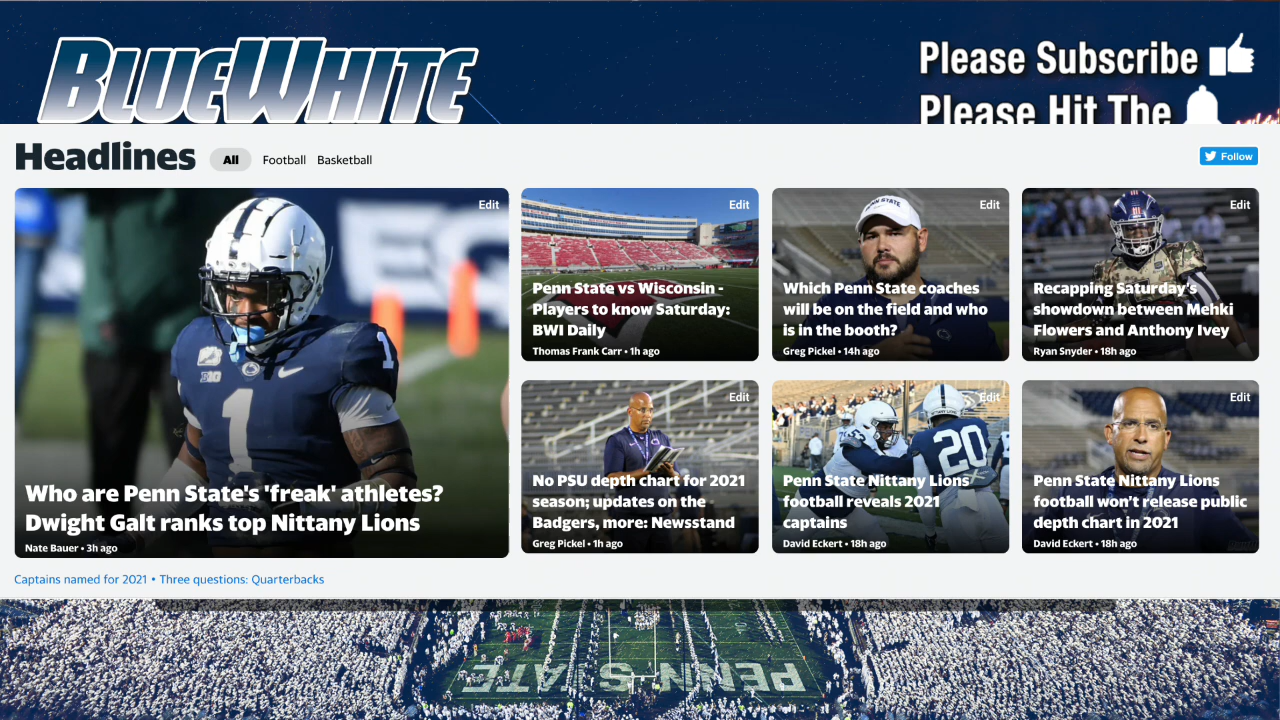 BLUEWHITE
Please Subscribe
Please Hit The
Headlines
All
Football
Basketball
Follow
Edit
1
1
B1G
Who are Penn State's 'freak' athletes?
Dwight Galt ranks top Nittany Lions
Nate Bauer • 3h ago
Edit
Penn State vs Wisconsin -
Players to know Saturday:
BWI Daily
Thomas Frank Carr • 1h ago
Edit
PENN STATE
Which Penn State coaches
will be on the field and who
is in the booth?
Greg Pickel • 14h ago
Edit
Recapping Saturday's
showdown between Mehki
Flowers and Anthony Ivey
Ryan Snyder • 18h ago
Edit
No PSU depth chart for 2021
season; updates on the
Badgers, more: Newsstand
Greg Pickel • 1h ago
Edit
20
Penn State Nittany Lions
football reveals 2021
captains
David Eckert • 18h ago
Edit
Penn State Nittany Lions
football won't release public
depth chart in 2021
David Eckert • 18h ago
Captains named for 2021 • Three questions: Quarterbacks
PENN STATE